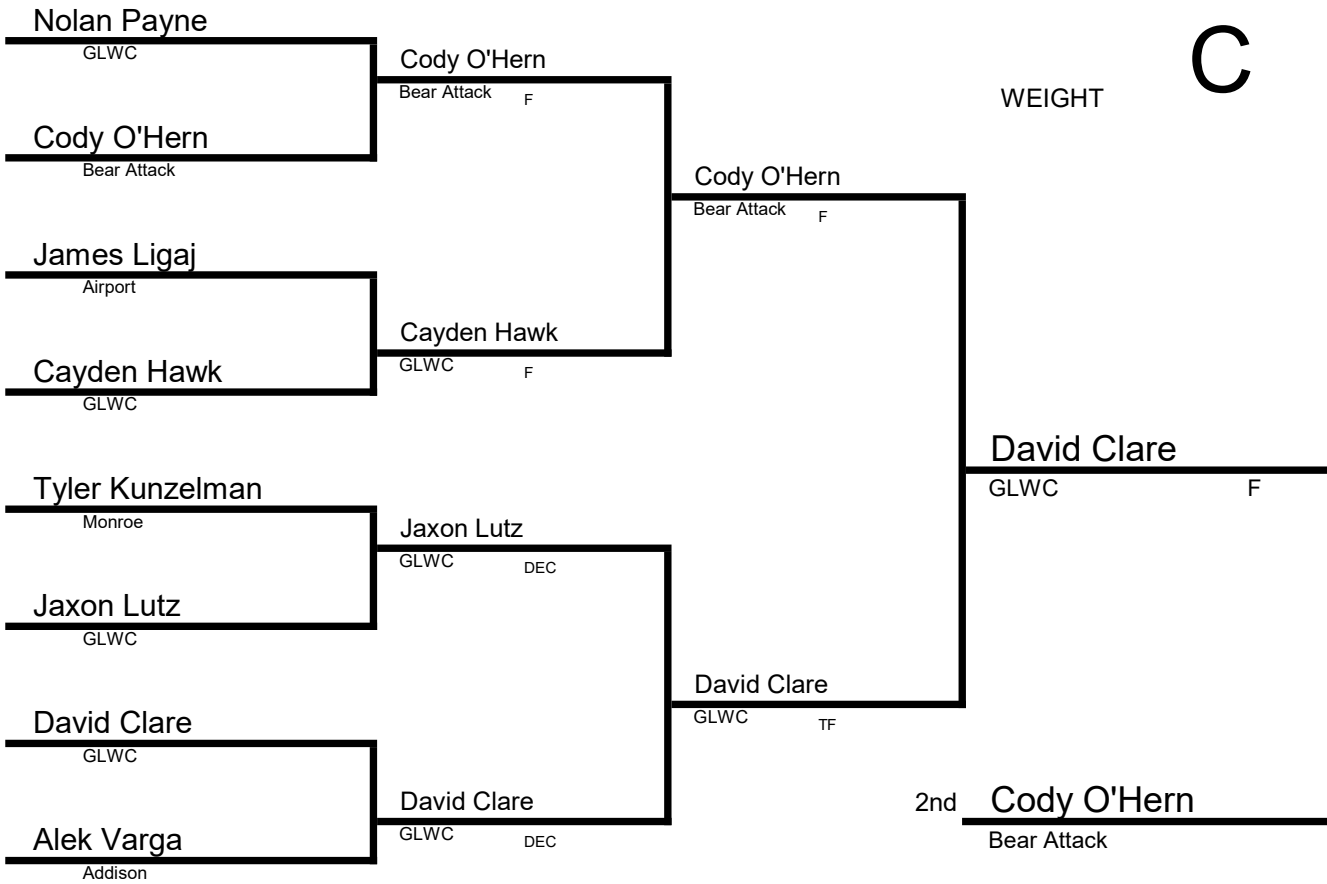 Nolan Payne
GLWC
Cody O'Hern
Bear Attack
James Ligaj
Airport
Cayden Hawk
GLWC
Tyler Kunzelman
Monroe
Jaxon Lutz
GLWC
David Clare
GLWC
Alek Varga
Addison
Cody O'Hern
Bear Attack F
Cayden Hawk
GLWC F
Jaxon Lutz
GLWC DEC
David Clare
GLWC DEC
Cody O'Hern
Bear Attack F
David Clare
GLWC TF
WEIGHT C
David Clare
GLWC F
2nd Cody O'Hern
Bear Attack